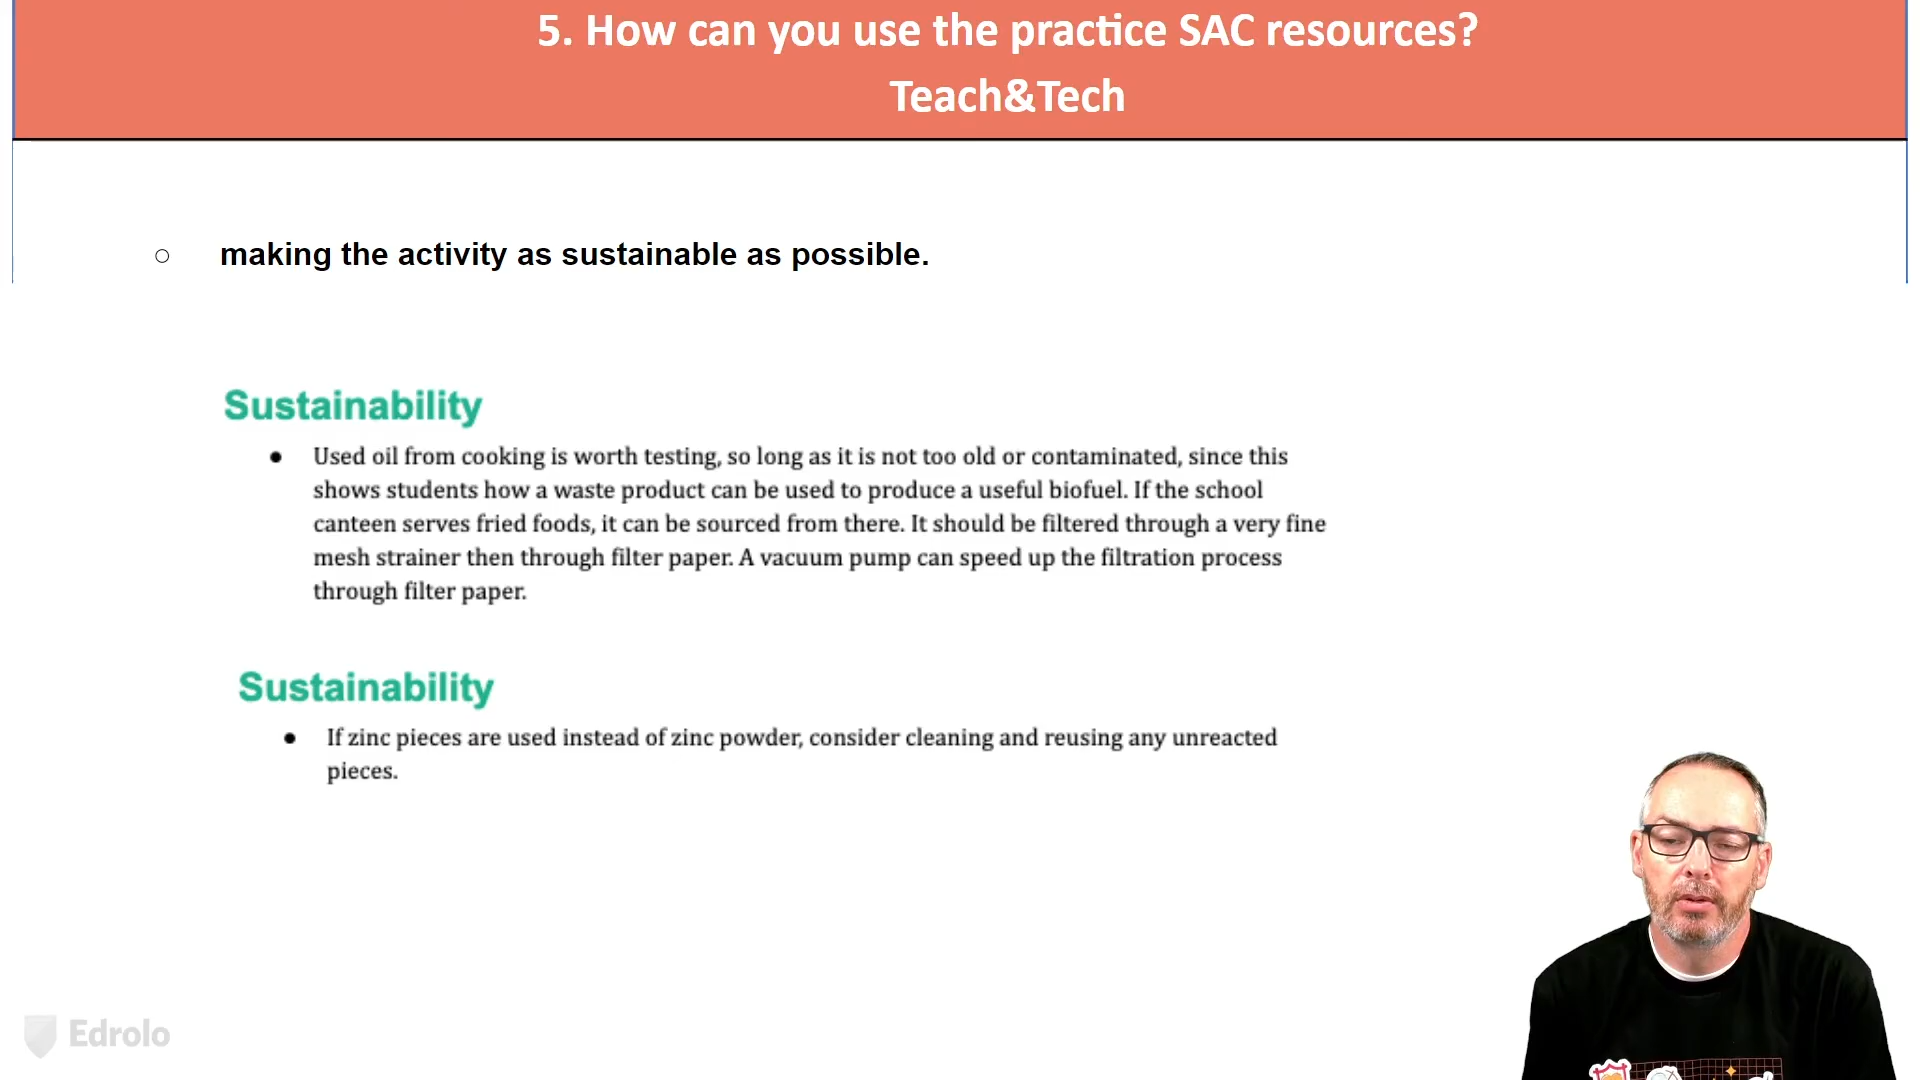 5. How can you use the practice SAC resources?
Teach&Tech
○ making the activity as sustainable as possible.
Sustainability
● Used oil from cooking is worth testing, so long as it is not too old or contaminated, since this
shows students how a waste product can be used to produce a useful biofuel. If the school
canteen serves fried foods, it can be sourced from there. It should be filtered through a very fine
mesh strainer then through filter paper. A vacuum pump can speed up the filtration process
through filter paper.
Sustainability
● If zinc pieces are used instead of zinc powder, consider cleaning and reusing any unreacted
pieces.
Edrolo